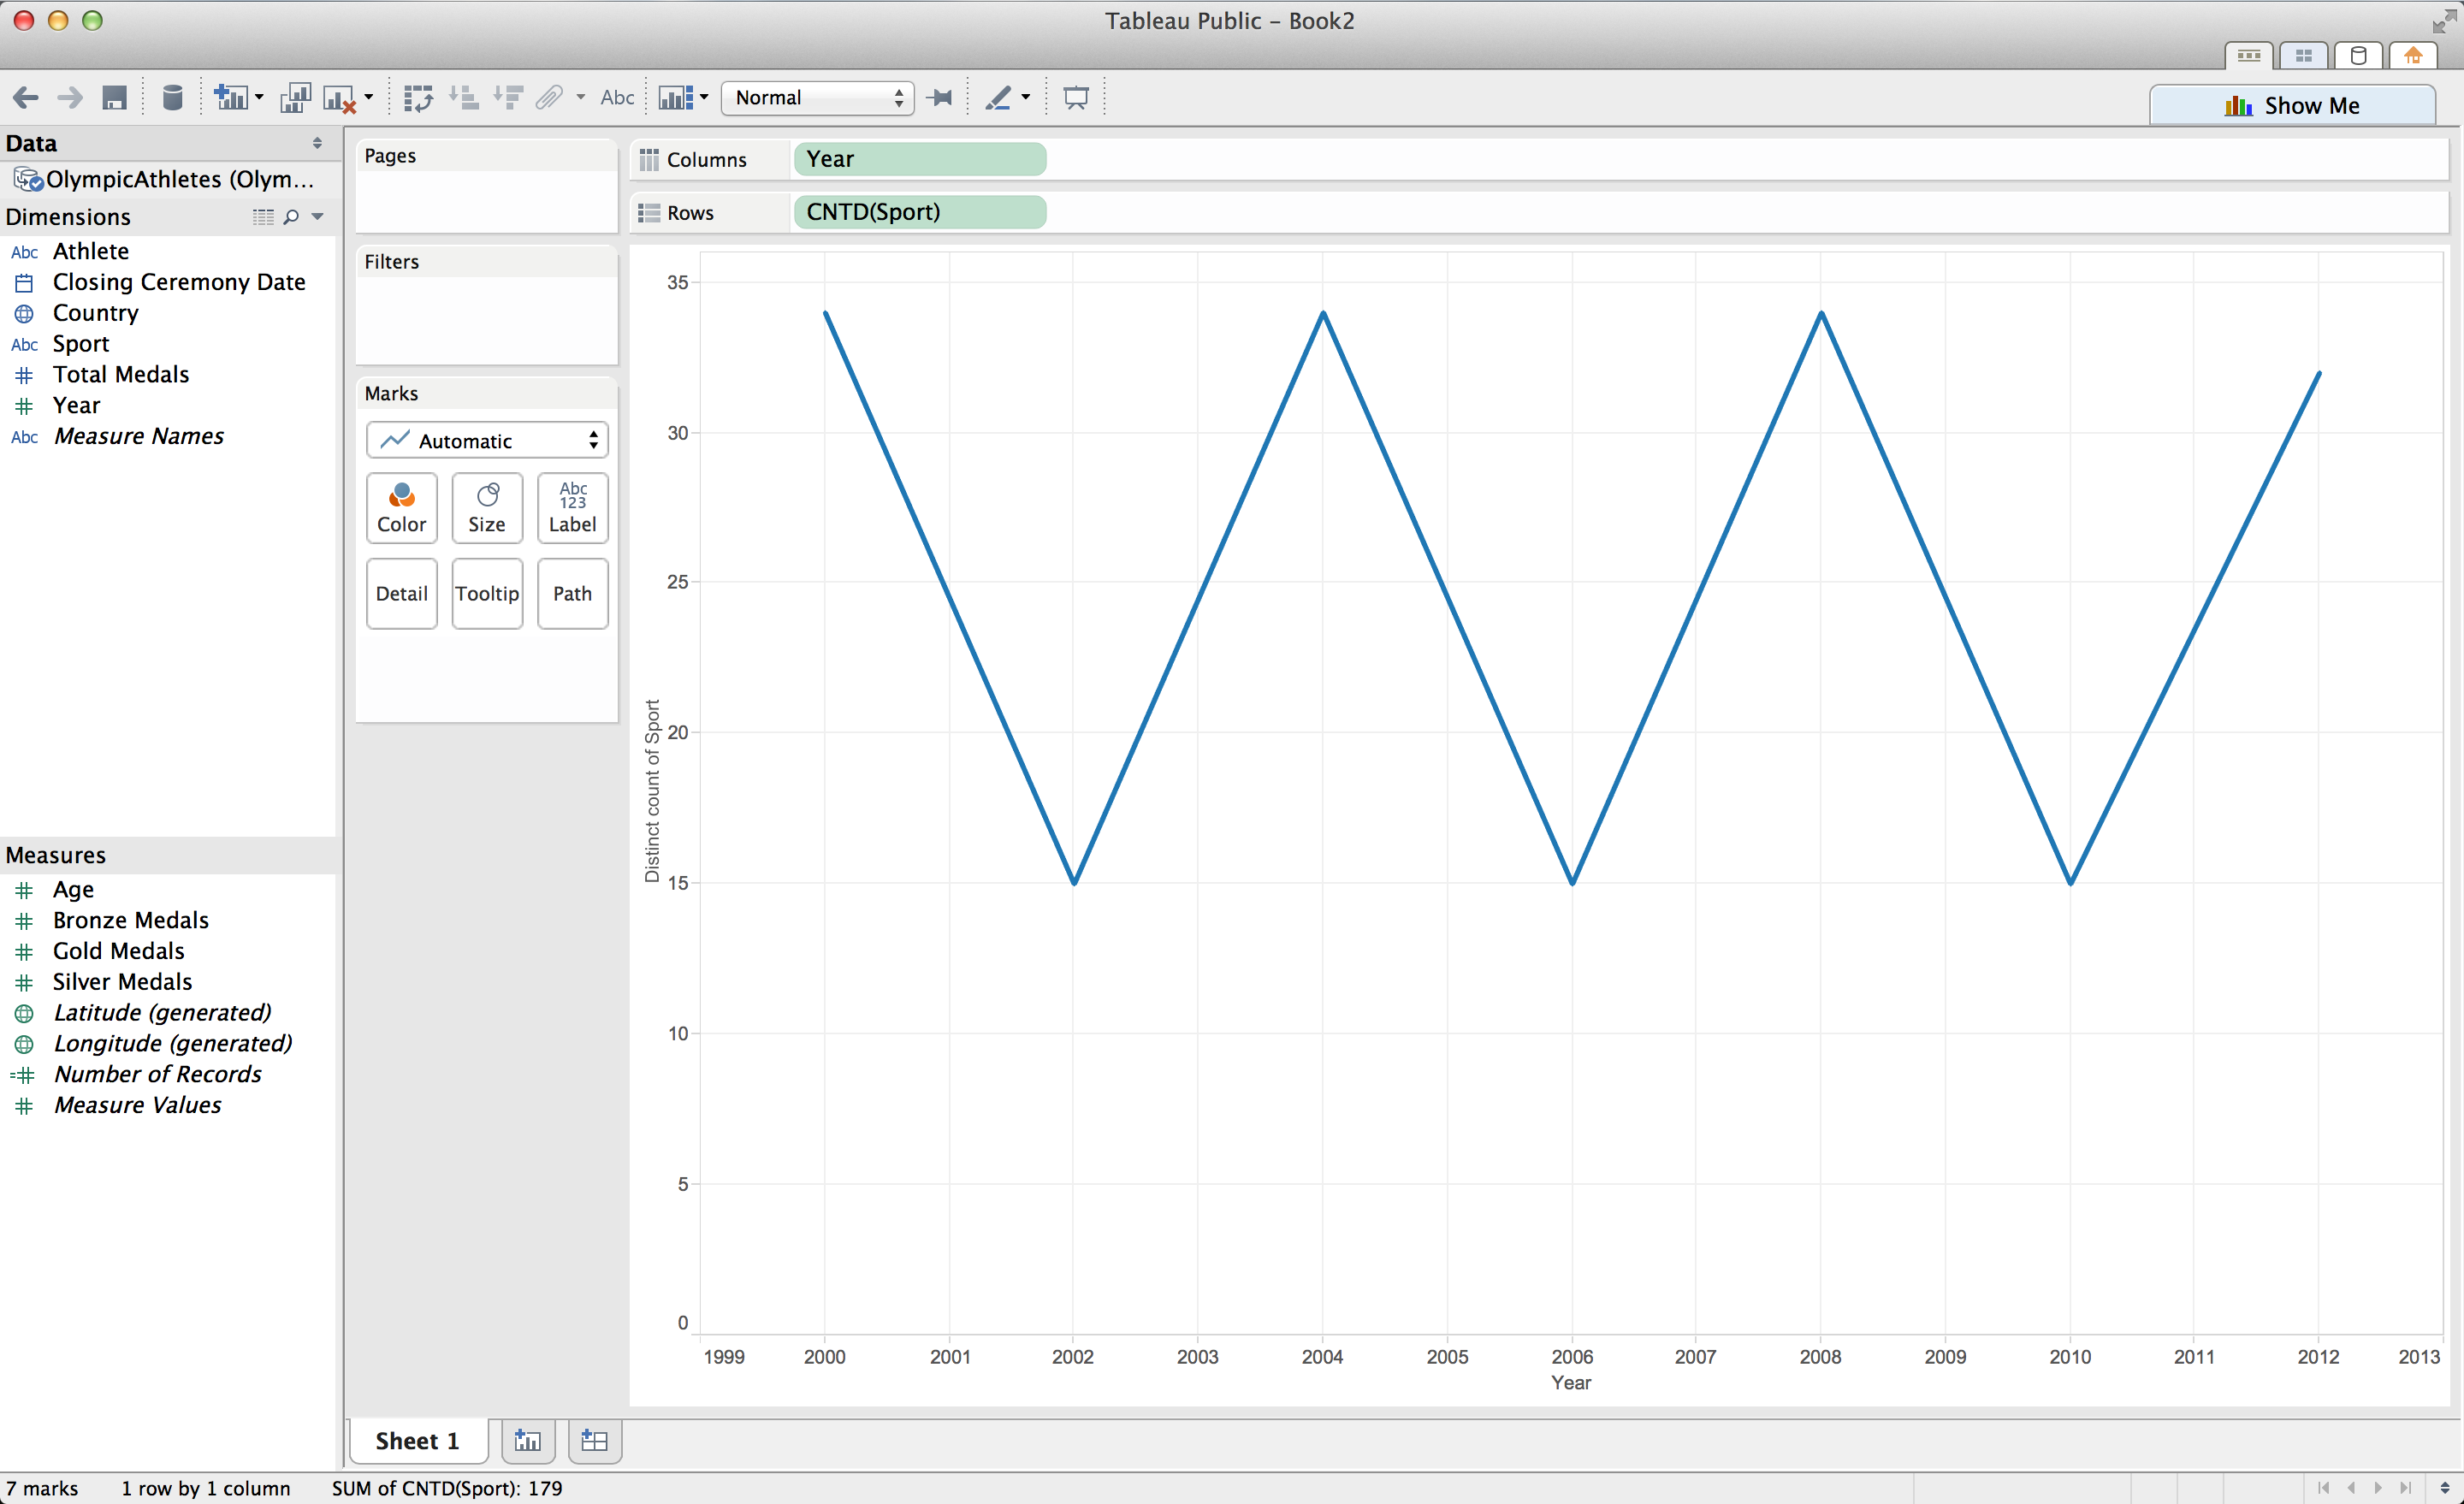 Tableau Public – Book2
Abc
Normal
Show Me
Data
OlympicAthletes (Olym...
Dimensions
Abc Athlete
Closing Ceremony Date
Country
Abc Sport
Total Medals
Year
Abc Measure Names
Measures
Age
Bronze Medals
Gold Medals
Silver Medals
Latitude (generated)
Longitude (generated)
=# Number of Records
Measure Values
Pages
Filters
Marks
Automatic
Color
Size
Abc
123
Label
Detail
Tooltip
Path
Columns Year
Rows CNTD(Sport)
Distinct count of Sport
35
30
25
20
15
10
5
0
1999 2000 2001 2002 2003 2004 2005 2006 2007 2008 2009 2010 2011 2012 2013
Year
Sheet 1
7 marks 1 row by 1 column SUM of CNTD(Sport): 179